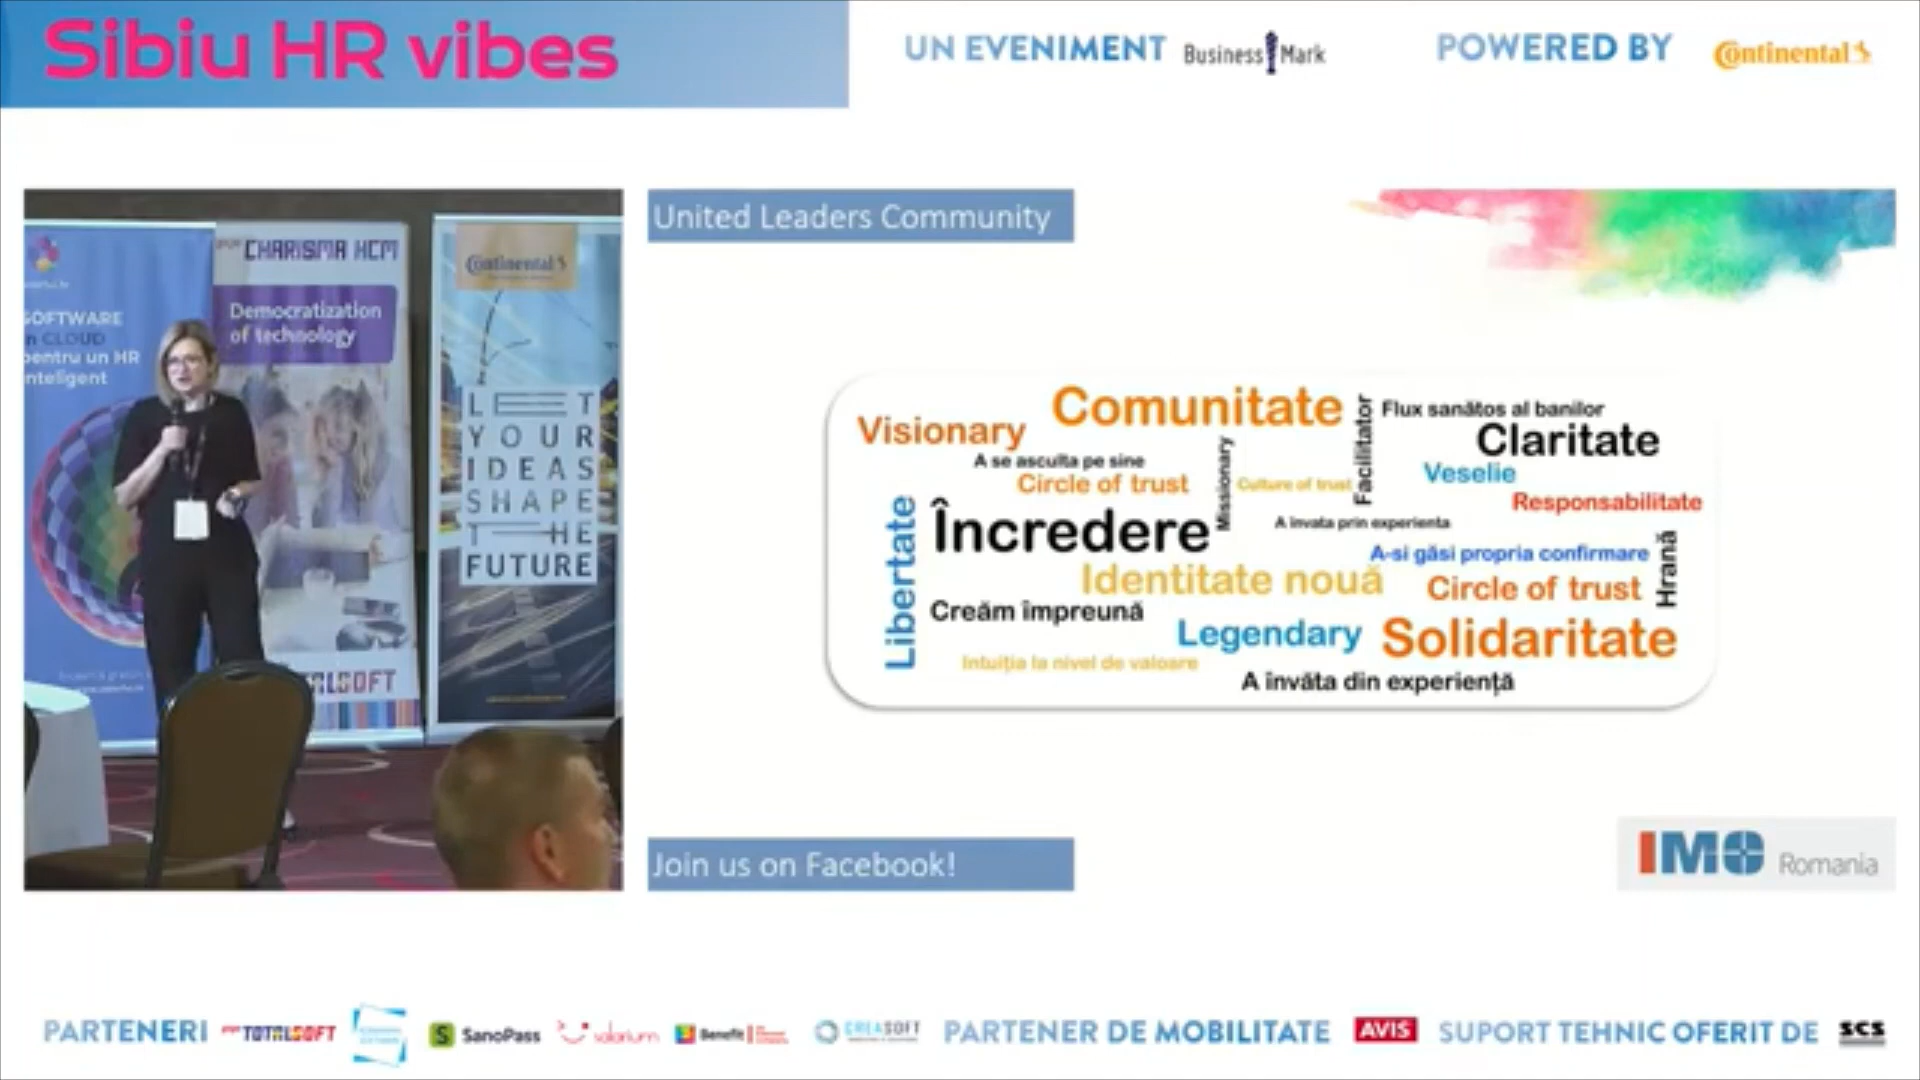 Sibiu HR vibes
UN EVENIMENT Business Mark
POWERED BY Continental
CHARISMA HCM
Democratization
of technology
SOFTWARE
CLOUD
pentru un HR
nteligent
TOTALSOFT
Continental
LET
YOUR
IDEAS
SHAPE
THE
FUTURE
United Leaders Community
Comunitate
Visionary
Facilitator
Flux sanătos al banilor
Claritate
A se asculta pe sine
Missionary
Circle of trust
Culture of trust
Veselie
Responsabilitate
Libertate
Încredere
A invata prin experienta
A-si găsi propria confirmare
Hrană
Identitate nouă
Circle of trust
Creăm împreună
Legendary
Solidaritate
Intuiția la nivel de valoare
A învăta din experiență
Join us on Facebook!
IMO Romania
PARTENERI TOTALSOFT SanoPass salarium Benefit CREASOFT PARTENER DE MOBILITATE AVIS SUPORT TEHNIC OFERIT DE SCS